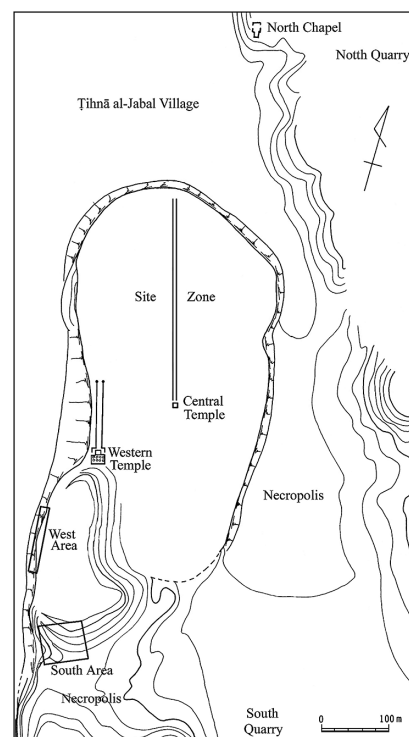 North Chapel
Notth Quarry
Ṭihnā al-Jabal Village
Site Zone
Central
Temple
Western
Temple
Necropolis
West
Area
South Area
Necropolis
South
Quarry
0 100 m